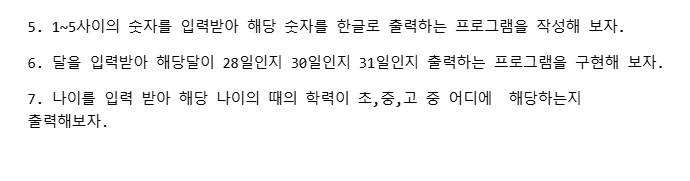 5. 1~5사이의 숫자를 입력받아 해당 숫자를 한글로 출력하는 프로그램을 작성해 보자.
6. 달을 입력받아 해당달이 28일인지 30일인지 31일인지 출력하는 프로그램을 구현해 보자.
7. 나이를 입력 받아 해당 나이의 때의 학력이 초,중,고 중 어디에  해당하는지
출력해보자.